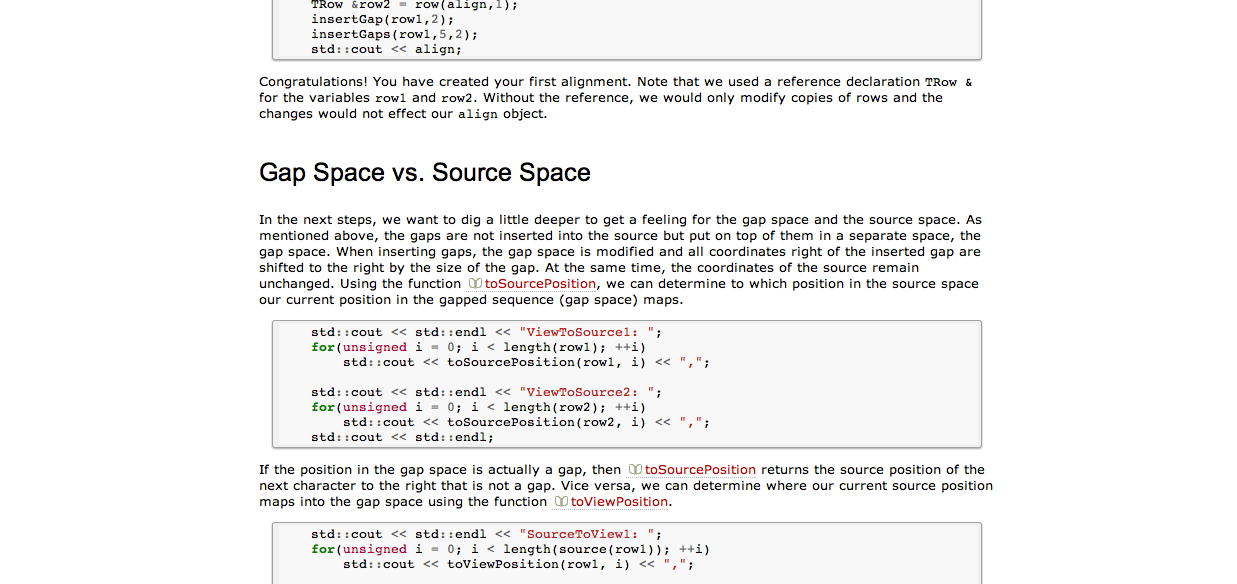 TRow &row2 = row(align,1);
insertGap(row1,2);
insertGaps(row1,5,2);
std::cout << align;
Congratulations! You have created your first alignment. Note that we used a reference declaration TRow &
for the variables row1 and row2. Without the reference, we would only modify copies of rows and the
changes would not effect our align object.
Gap Space vs. Source Space
In the next steps, we want to dig a little deeper to get a feeling for the gap space and the source space. As
mentioned above, the gaps are not inserted into the source but put on top of them in a separate space, the
gap space. When inserting gaps, the gap space is modified and all coordinates right of the inserted gap are
shifted to the right by the size of the gap. At the same time, the coordinates of the source remain
unchanged. Using the function toSourcePosition, we can determine to which position in the source space
our current position in the gapped sequence (gap space) maps.
std::cout << std::endl << "ViewToSource1: ";
for(unsigned i = 0; i < length(row1); ++i)
std::cout << toSourcePosition(row1, i) << ",";
std::cout << std::endl << "ViewToSource2: ";
for(unsigned i = 0; i < length(row2); ++i)
std::cout << toSourcePosition(row2, i) << ",";
std::cout << std::endl;
If the position in the gap space is actually a gap, then toSourcePosition returns the source position of the
next character to the right that is not a gap. Vice versa, we can determine where our current source position
maps into the gap space using the function toViewPosition.
std::cout << std::endl << "SourceToView1: ";
for(unsigned i = 0; i < length(source(row1)); ++i)
std::cout << toViewPosition(row1, i) << ",";